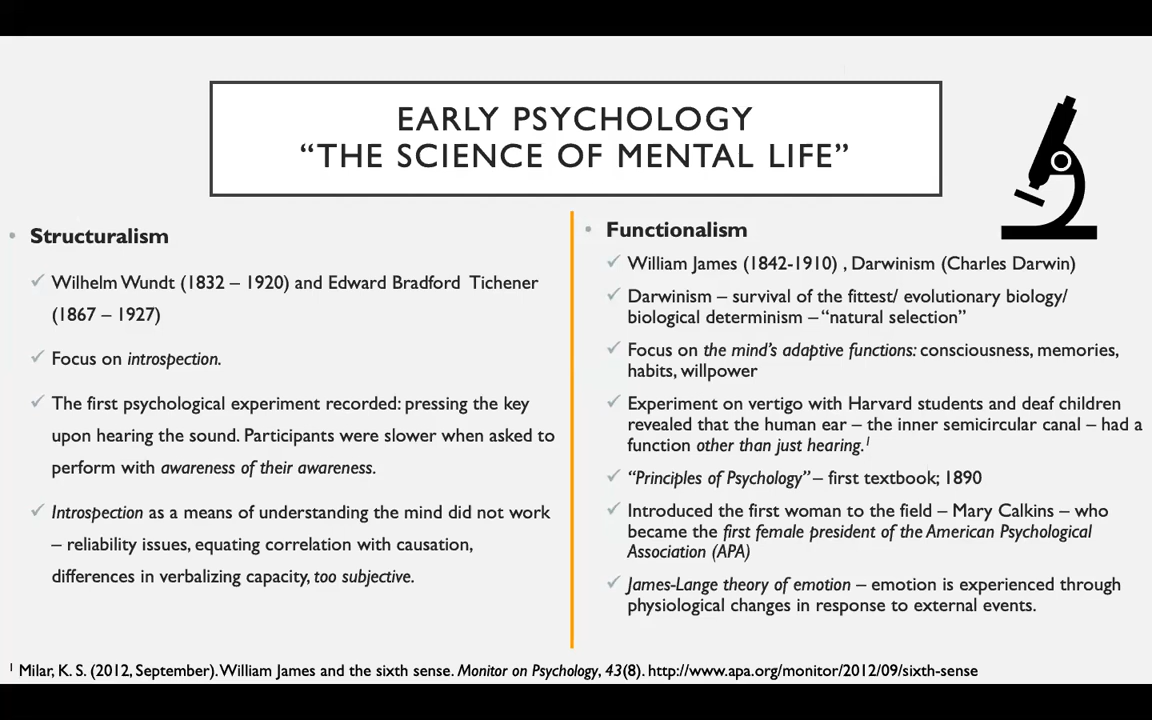 EARLY PSYCHOLOGY
“THE SCIENCE OF MENTAL LIFE”
• Structuralism
✓ Wilhelm Wundt (1832 – 1920) and Edward Bradford Tichener
(1867 – 1927)
✓ Focus on introspection.
✓ The first psychological experiment recorded: pressing the key
upon hearing the sound. Participants were slower when asked to
perform with awareness of their awareness.
✓ Introspection as a means of understanding the mind did not work
– reliability issues, equating correlation with causation,
differences in verbalizing capacity, too subjective.
• Functionalism
✓ William James (1842-1910) , Darwinism (Charles Darwin)
✓ Darwinism – survival of the fittest/ evolutionary biology/
biological determinism – “natural selection”
✓ Focus on the mind’s adaptive functions: consciousness, memories,
habits, willpower
✓ Experiment on vertigo with Harvard students and deaf children
revealed that the human ear – the inner semicircular canal – had a
function other than just hearing.1
✓ “Principles of Psychology” – first textbook; 1890
✓ Introduced the first woman to the field – Mary Calkins – who
became the first female president of the American Psychological
Association (APA)
✓ James-Lange theory of emotion – emotion is experienced through
physiological changes in response to external events.
1 Milar, K. S. (2012, September). William James and the sixth sense. Monitor on Psychology, 43(8). http://www.apa.org/monitor/2012/09/sixth-sense